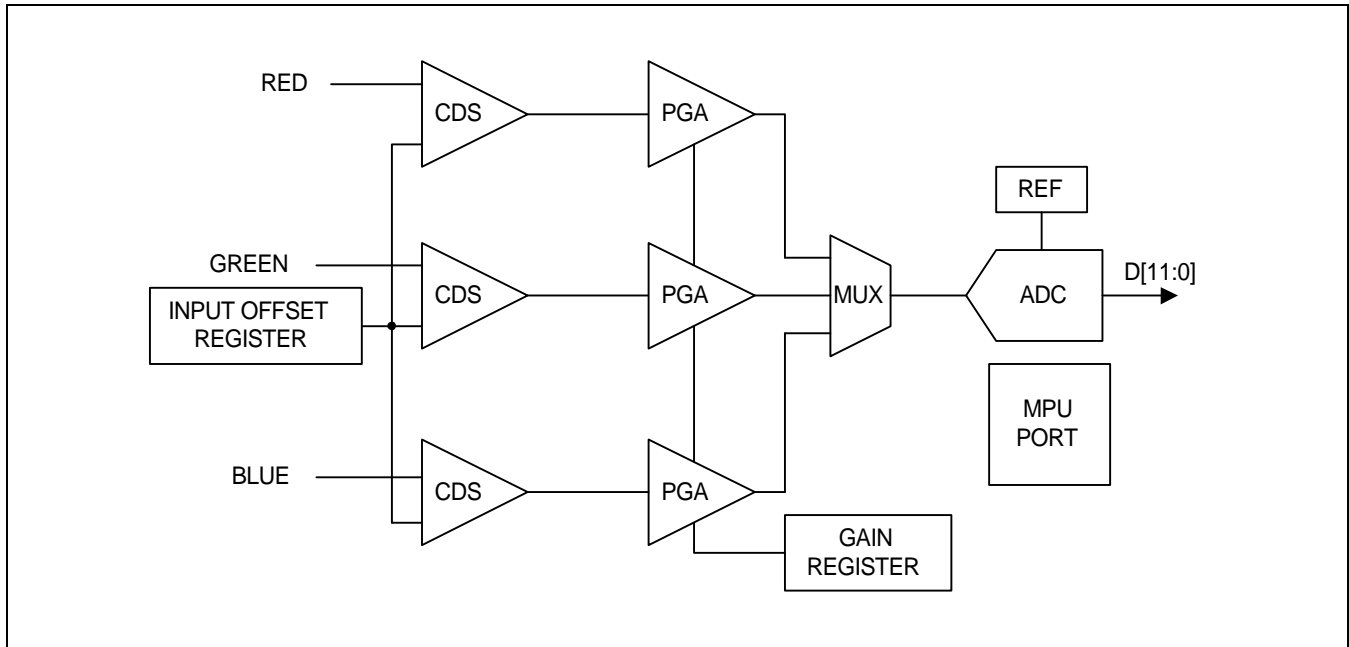 RED
CDS
PGA
REF
GREEN
CDS
PGA
MUX
ADC
D[11:0]
INPUT OFFSET
REGISTER
MPU
PORT
BLUE
CDS
PGA
GAIN
REGISTER